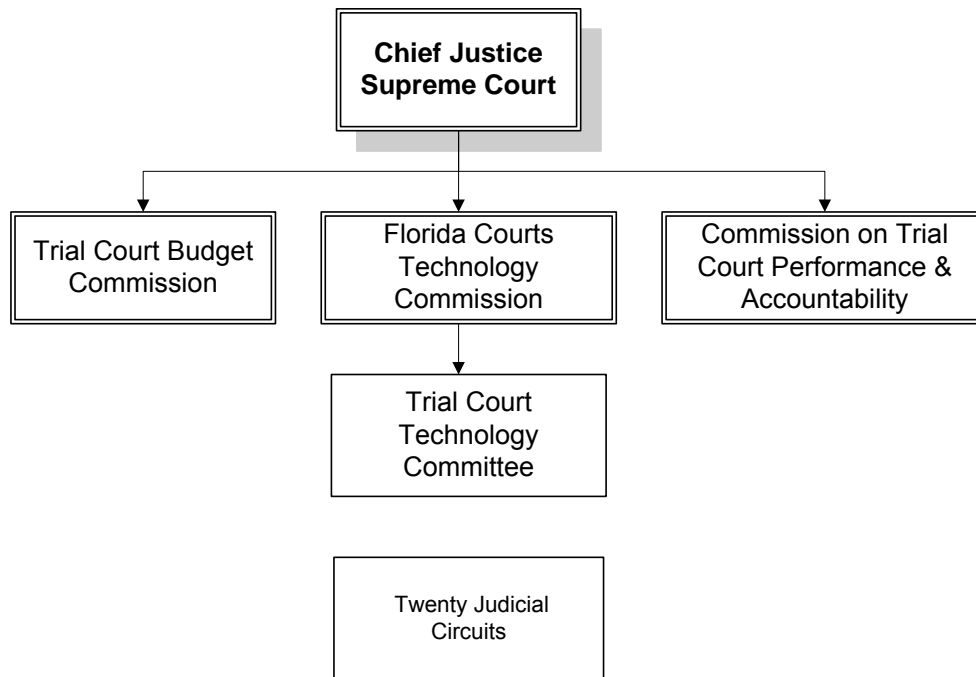 Chief Justice
Supreme Court
Trial Court Budget
Commission
Florida Courts
Technology
Commission
Commission on Trial
Court Performance &
Accountability
Trial Court
Technology
Committee
Twenty Judicial
Circuits